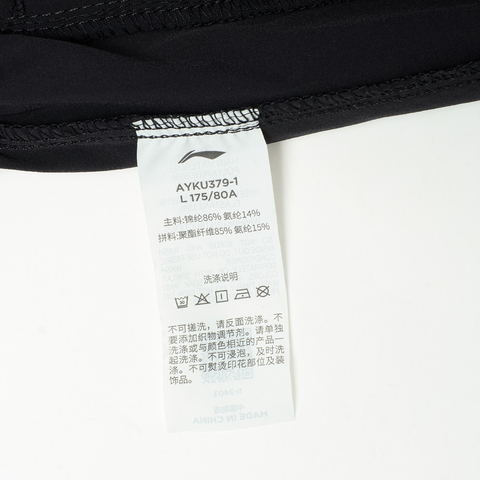 AYKU379-1
L 175/80A
主料:锦纶86% 氨纶14%
拼料:聚酯纤维85% 氨纶15%
洗涤说明
不可搓洗，请反面洗涤。不
要添加织物调节剂。请单独
洗涤或与颜色相近的产品一
起洗涤。不可浸泡，及时洗
涤。不可熨烫印花部位及装
饰品。
MADE IN CHINA